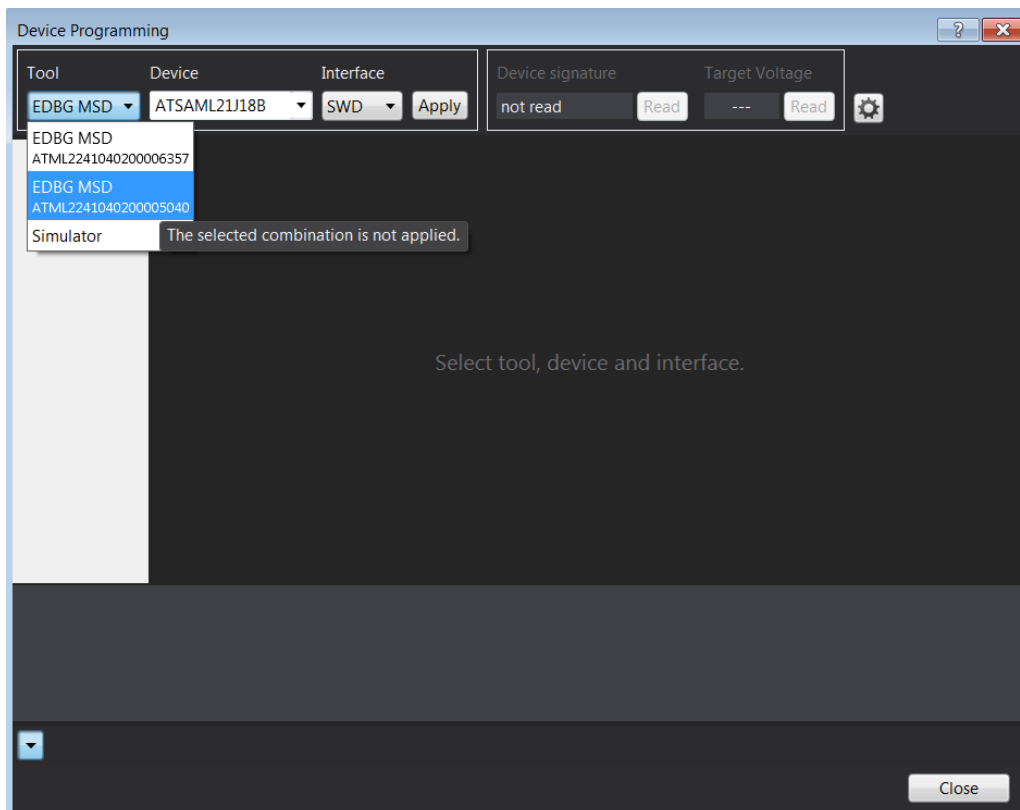 Device Programming
Tool Device Interface Device signature Target Voltage
EDBG MSD ATSAML21J18B SWD Apply not read Read --- Read
EDBG MSD
ATML2241040200006357
EDBG MSD
ATML2241040200005040
Simulator
The selected combination is not applied.
Select tool, device and interface.
Close